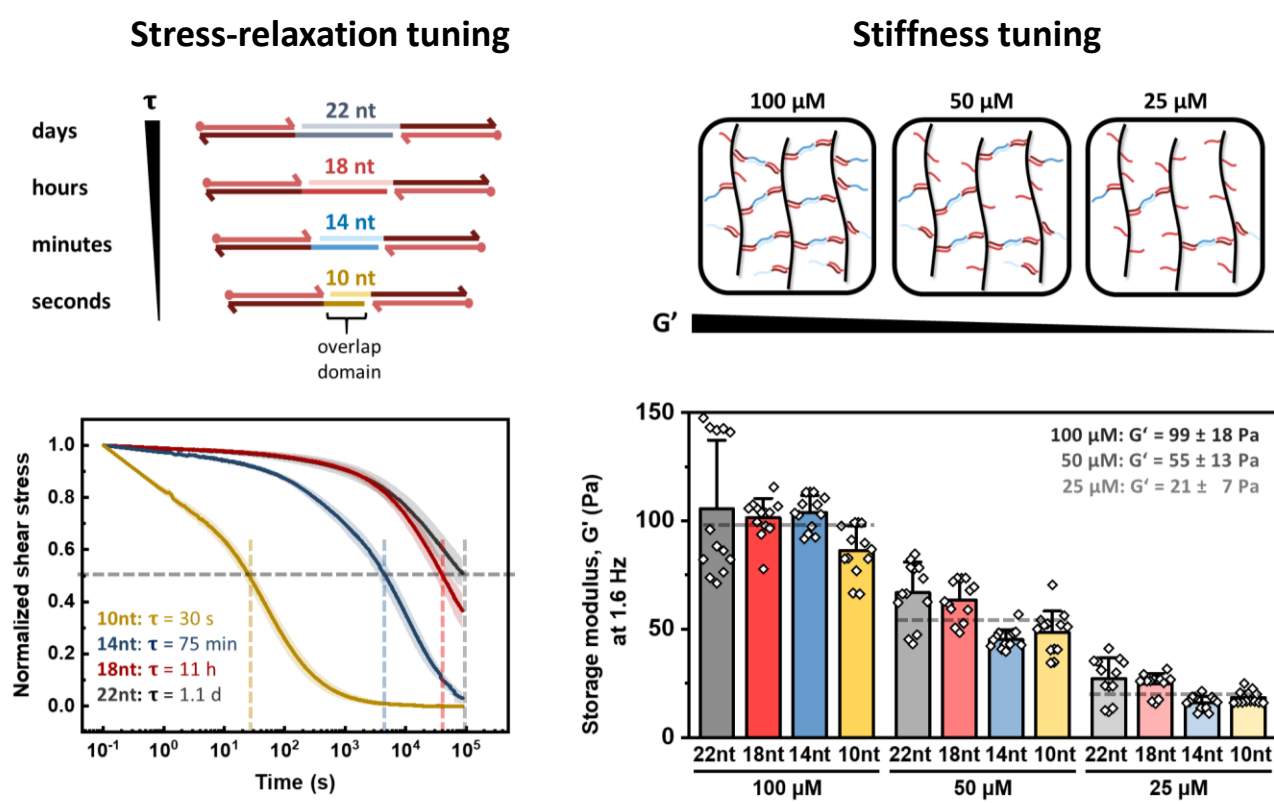 Stress-relaxation tuning
τ
days
hours
minutes
seconds
22 nt
18 nt
14 nt
10 nt
overlap
domain
Normalized shear stress
1.0
0.8
0.6
0.4
0.2
0.0
10nt: τ = 30 s
14nt: τ = 75 min
18nt: τ = 11 h
22nt: τ = 1.1 d
10⁻¹ 10⁰ 10¹ 10² 10³ 10⁴ 10⁵
Time (s)
Stiffness tuning
100 µM 50 µM 25 µM
G’
Storage modulus, G' (Pa)
at 1.6 Hz
150
100
50
0
100 µM: G‘ = 99 ± 18 Pa
50 µM: G‘ = 55 ± 13 Pa
25 µM: G‘ = 21 ± 7 Pa
22nt 18nt 14nt 10nt 22nt 18nt 14nt 10nt 22nt 18nt 14nt 10nt
100 µM 50 µM 25 µM